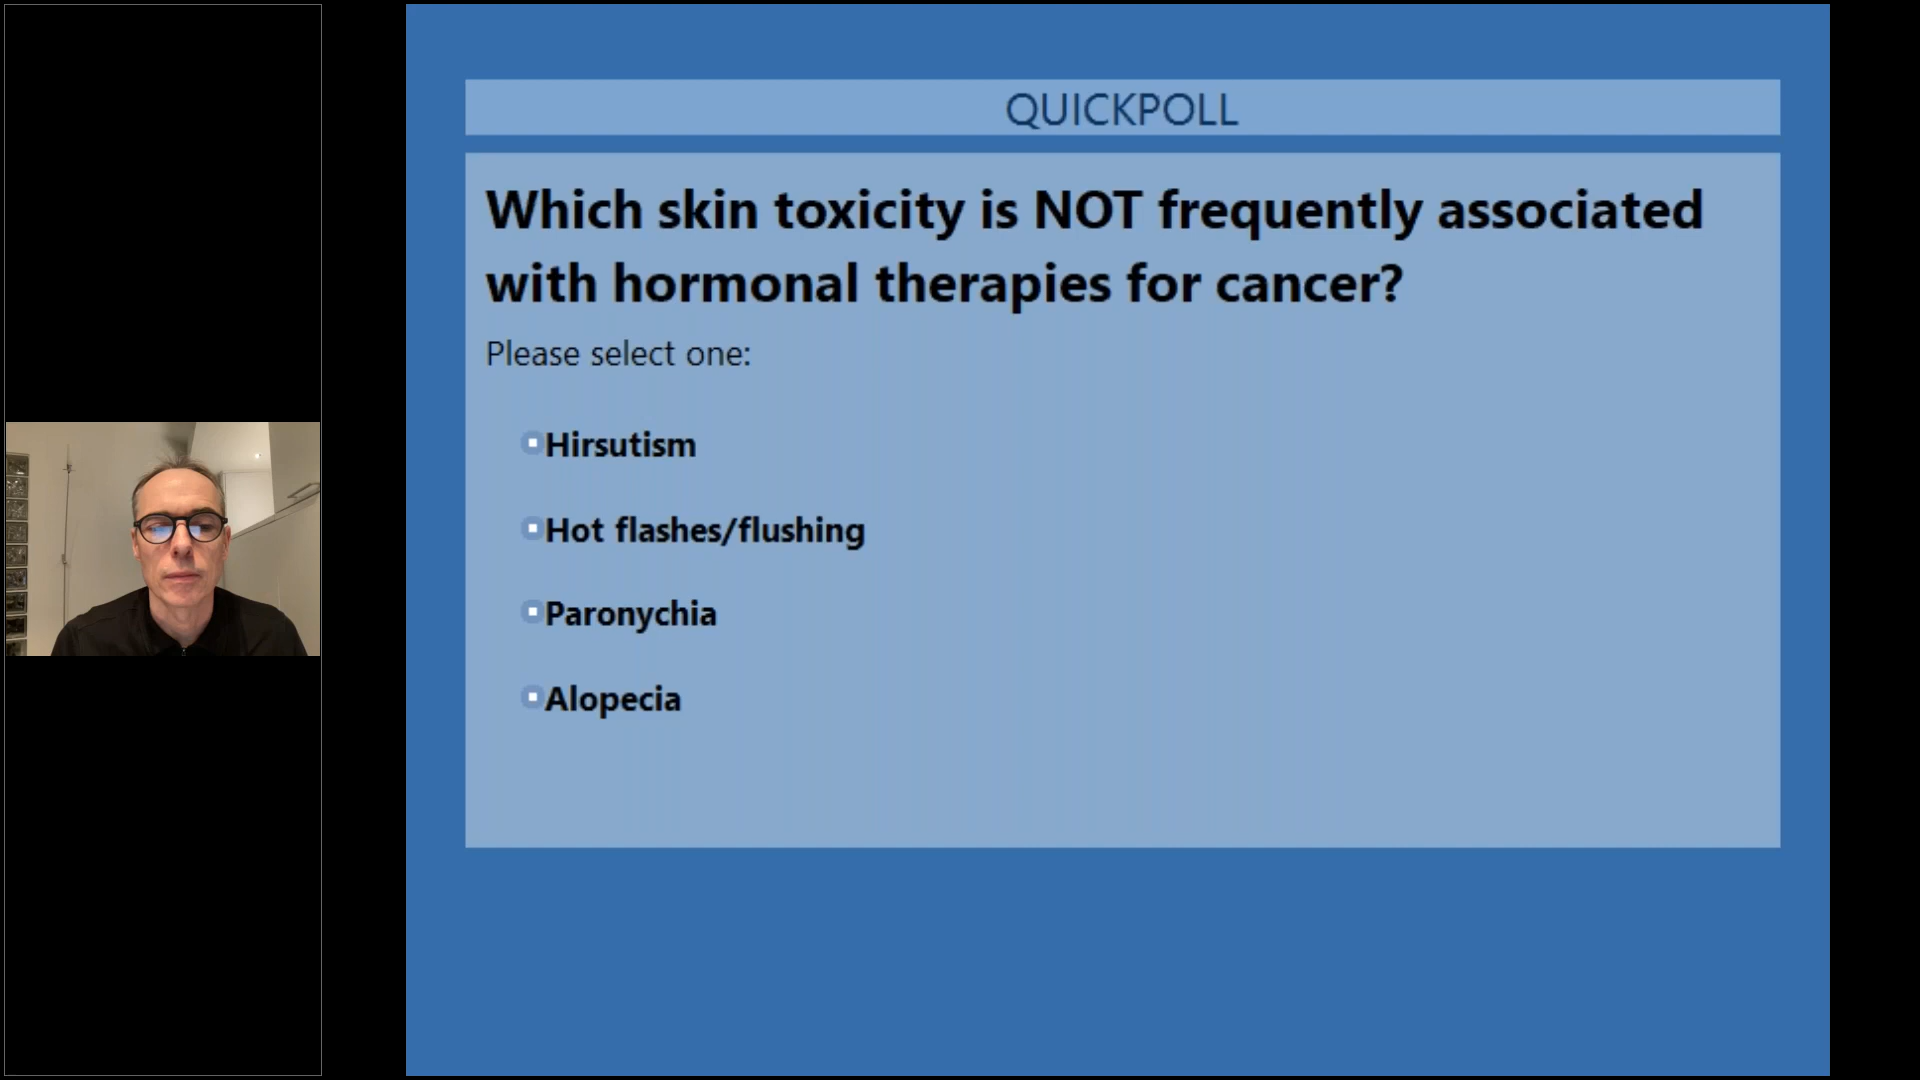 QUICKPOLL
Which skin toxicity is NOT frequently associated
with hormonal therapies for cancer?
Please select one:
Hirsutism
Hot flashes/flushing
Paronychia
Alopecia